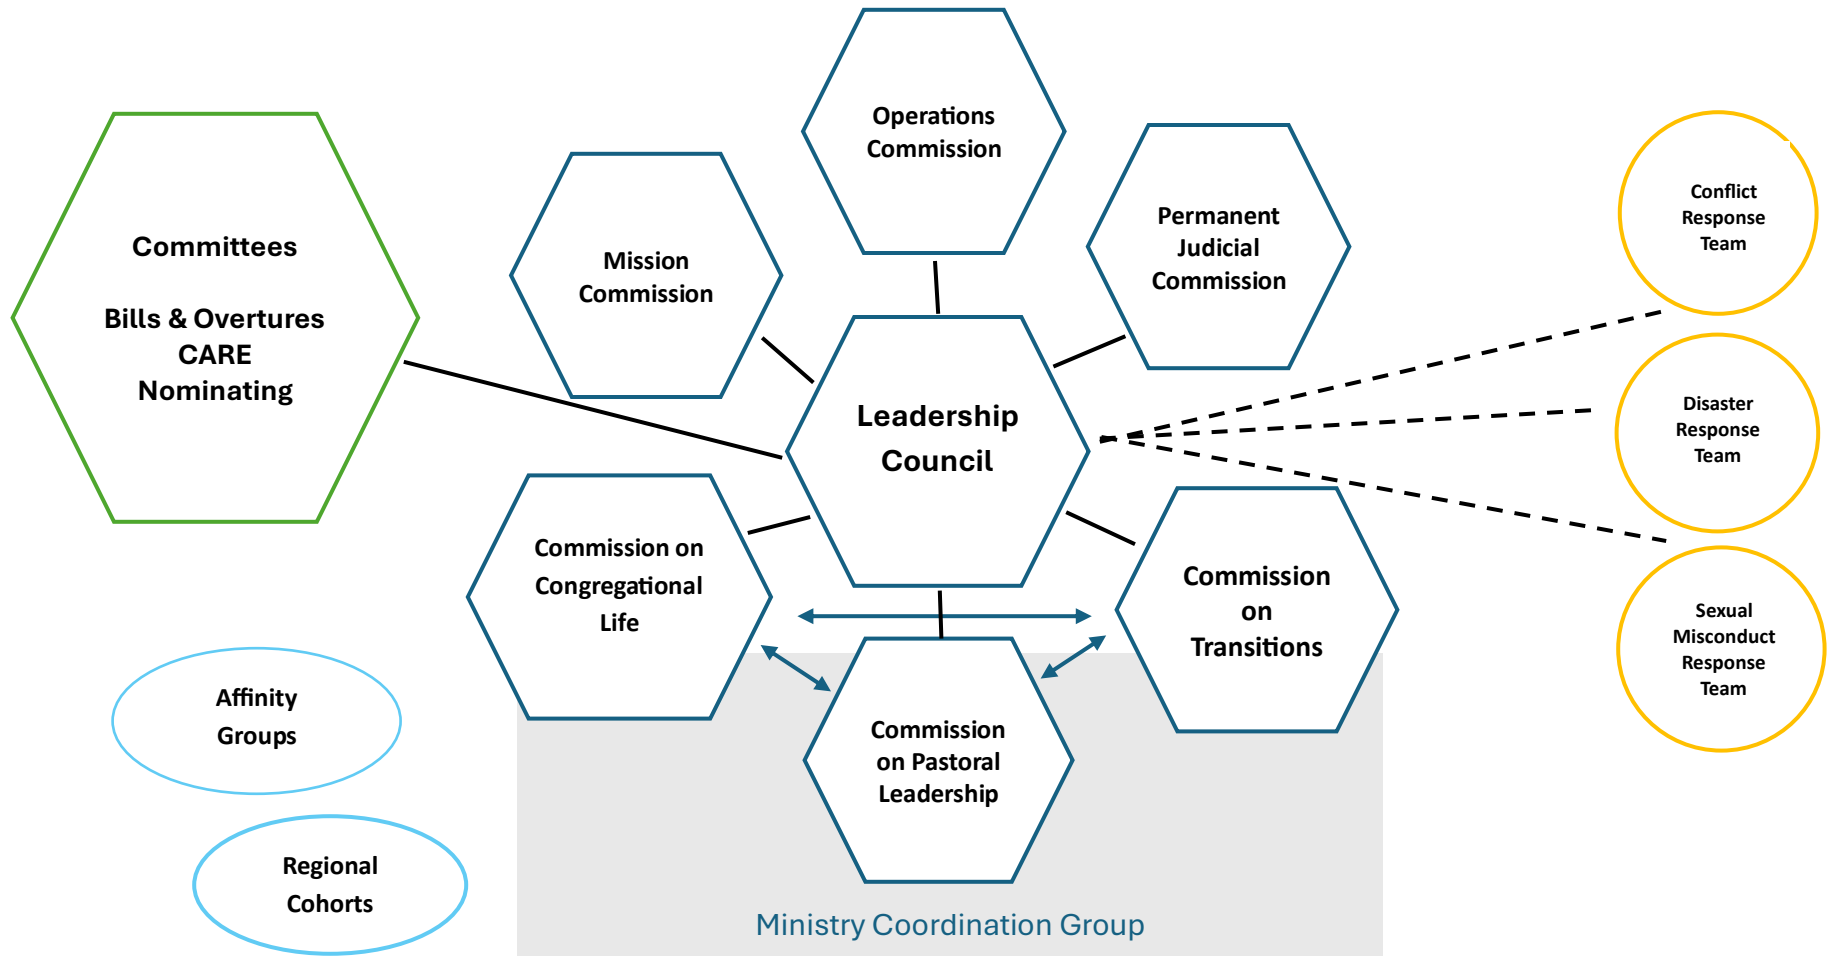 Operations
Commission
Committees
Bills & Overtures
CARE
Nominating
Mission
Commission
Permanent
Judicial
Commission
Conflict
Response
Team
Leadership
Council
Disaster
Response
Team
Commission on
Congregational
Life
Commission
on
Transitions
Sexual
Misconduct
Response
Team
Affinity
Groups
Commission
on Pastoral
Leadership
Regional
Cohorts
Ministry Coordination Group